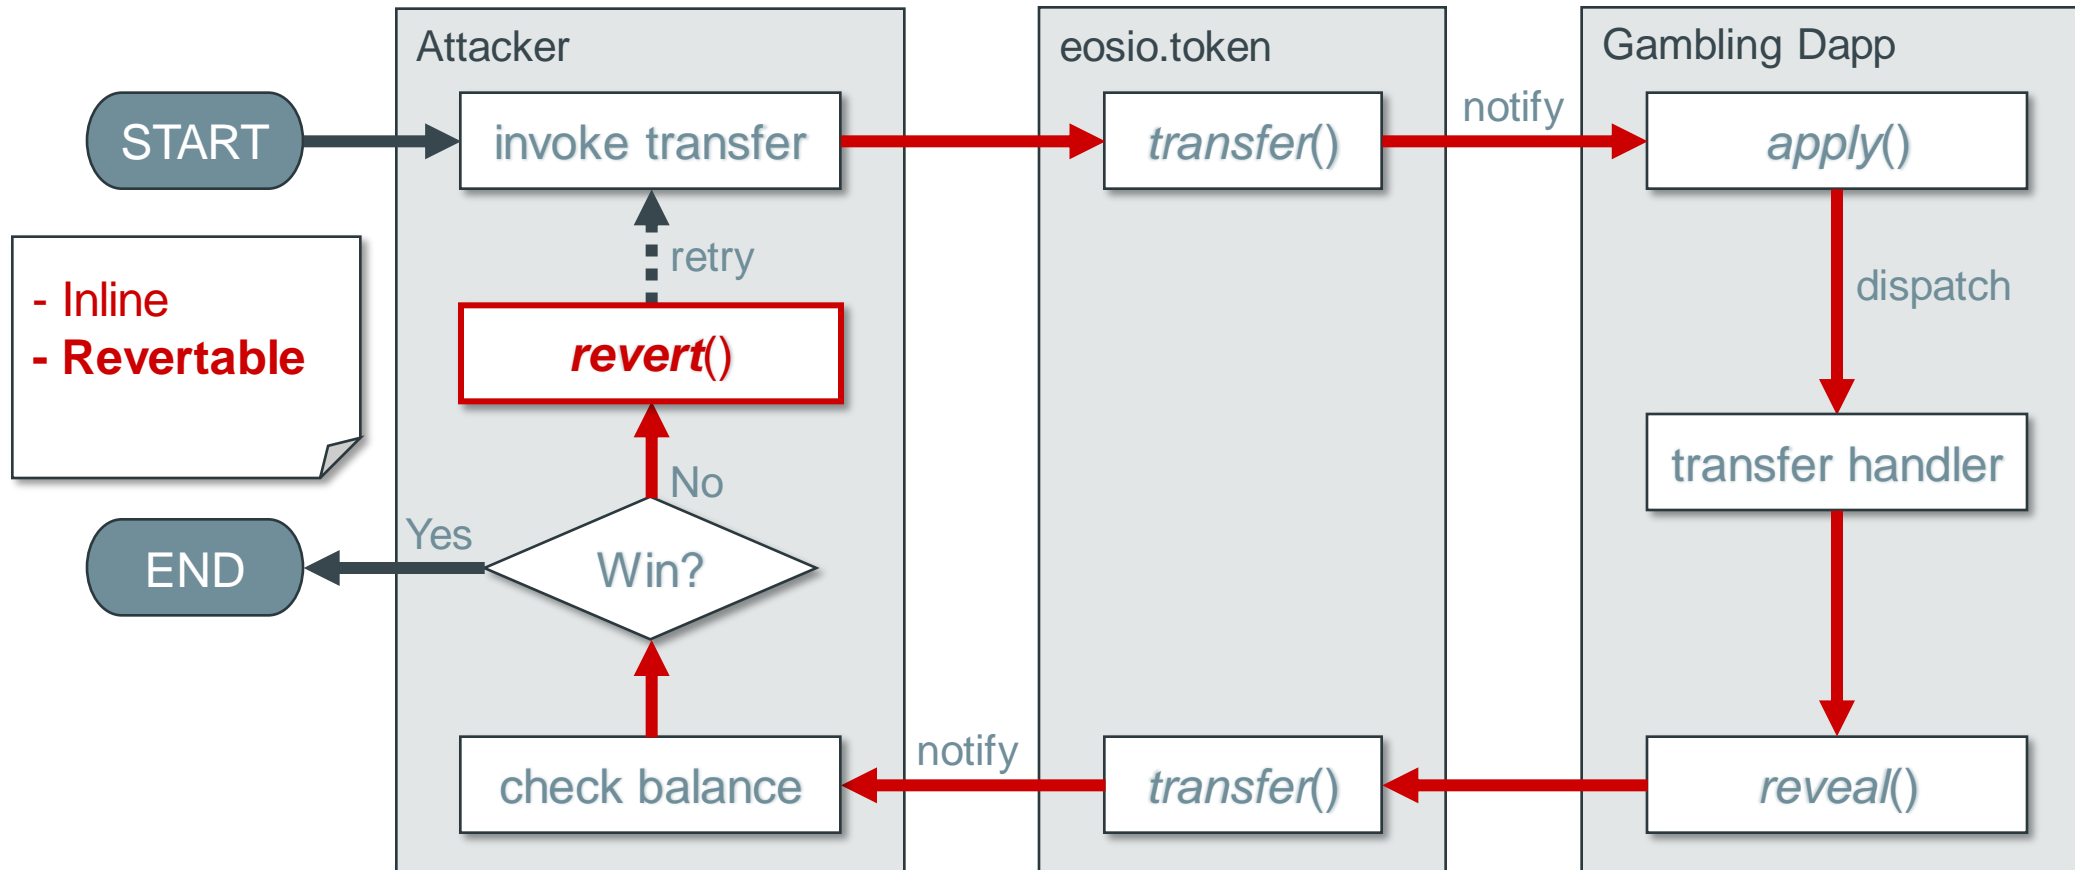 Attacker
eosio.token
Gambling Dapp
START
invoke transfer
transfer()
notify
apply()
retry
dispatch
- Inline
- Revertable
revert()
transfer handler
No
Yes
Win?
END
check balance
notify
transfer()
reveal()